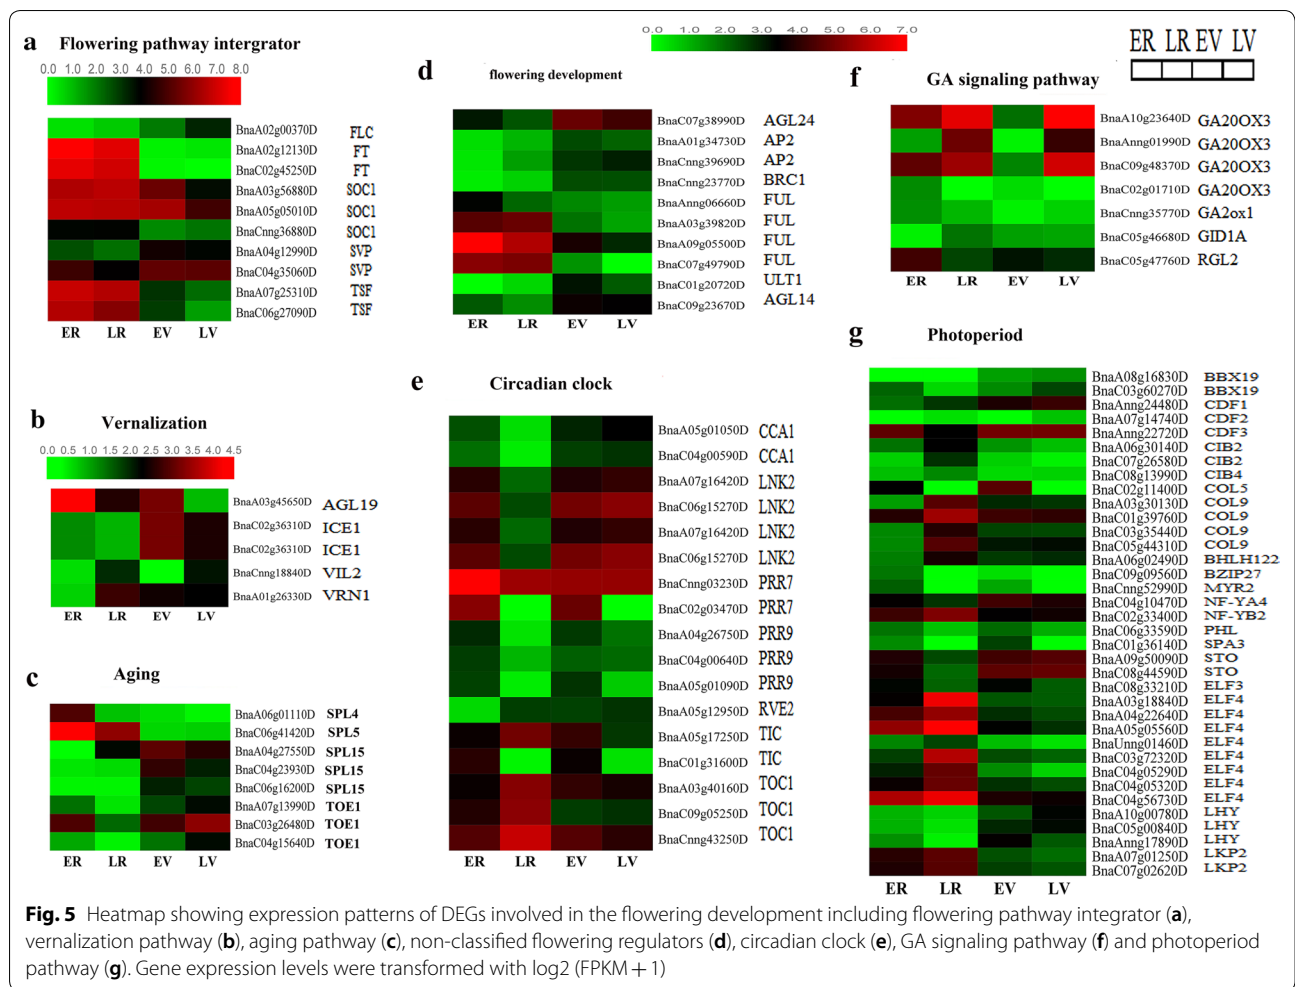 a Flowering pathway intergrator
0.0 1.0 2.0 3.0 4.0 5.0 6.0 7.0 8.0
BnaA02g00370D FLC
BnaA02g12130D FT
BnaC02g45250D FT
BnaA03g56880D SOC1
BnaA05g05010D SOC1
BnaCnng36880D SOC1
BnaA04g12990D SVP
BnaC04g35060D SVP
BnaA07g25310D TSF
BnaC06g27090D TSF
ER LR EV LV
b Vernalization
0.0 0.5 1.0 1.5 2.0 2.5 3.0 3.5 4.0 4.5
BnaA03g45650D AGL19
BnaC02g36310D ICE1
BnaC02g36310D ICE1
BnaCnng18840D VIL2
BnaA01g26330D VRN1
ER LR EV LV
c Aging
BnaA06g01110D SPL4
BnaC06g41420D SPL5
BnaA04g27550D SPL15
BnaC04g23930D SPL15
BnaC06g16200D SPL15
BnaA07g13990D TOE1
BnaC03g26480D TOE1
BnaC04g15640D TOE1
ER LR EV LV
0.0 1.0 2.0 3.0 4.0 5.0 6.0 7.0
d flowering development
BnaC07g38990D AGL24
BnaA01g34730D AP2
BnaCnng39690D AP2
BnaCnng23770D BRC1
BnaAnng06660D FUL
BnaA03g39820D FUL
BnaA09g05500D FUL
BnaC07g49790D FUL
BnaC01g20720D ULT1
BnaC09g23670D AGL14
ER LR EV LV
e Circadian clock
BnaA05g01050D CCA1
BnaC04g00590D CCA1
BnaA07g16420D LNK2
BnaC06g15270D LNK2
BnaA07g16420D LNK2
BnaC06g15270D LNK2
BnaCnng03230D PRR7
BnaC02g03470D PRR7
BnaA04g26750D PRR9
BnaC04g00640D PRR9
BnaA05g01090D PRR9
BnaA05g12950D RVE2
BnaA05g17250D TIC
BnaC01g31600D TIC
BnaA03g40160D TOC1
BnaC09g05250D TOC1
BnaCnng43250D TOC1
ER LR EV LV
ER LR EV LV
f GA signaling pathway
BnaA10g23640D GA20OX3
BnaAnng01990D GA20OX3
BnaC09g48370D GA20OX3
BnaC02g01710D GA20OX3
BnaCnng35770D GA2ox1
BnaC05g46680D GID1A
BnaC05g47760D RGL2
g Photoperiod
BnaA08g16830D BBX19
BnaC03g60270D BBX19
BnaAnng24480D CDF1
BnaA07g14740D CDF2
BnaAnng22720D CDF3
BnaA06g30140D CIB2
BnaC07g26580D CIB2
BnaC08g13990D CIB4
BnaC02g11400D COL5
BnaA03g30130D COL9
BnaC01g39760D COL9
BnaC03g35440D COL9
BnaC05g44310D COL9
BnaA06g02490D BHLH122
BnaC09g09560D BZIP27
BnaCnng52990D MYR2
BnaC04g10470D NF-YA4
BnaC02g33400D NF-YB2
BnaC06g33590D PHL
BnaC01g36140D SPA3
BnaA09g50090D STO
BnaC08g44590D STO
BnaC08g33210D ELF3
BnaA03g18840D ELF4
BnaA04g22640D ELF4
BnaA05g05560D ELF4
BnaUnng01460D ELF4
BnaC03g72320D ELF4
BnaC04g05290D ELF4
BnaC04g05320D ELF4
BnaC04g56730D ELF4
BnaA10g00780D LHY
BnaC05g00840D LHY
BnaAnng17890D LHY
BnaA07g01250D LKP2
BnaC07g02620D LKP2
ER LR EV LV
Fig. 5 Heatmap showing expression patterns of DEGs involved in the flowering development including flowering pathway integrator (a),
vernalization pathway (b), aging pathway (c), non-classified flowering regulators (d), circadian clock (e), GA signaling pathway (f) and photoperiod
pathway (g). Gene expression levels were transformed with log2 (FPKM + 1)